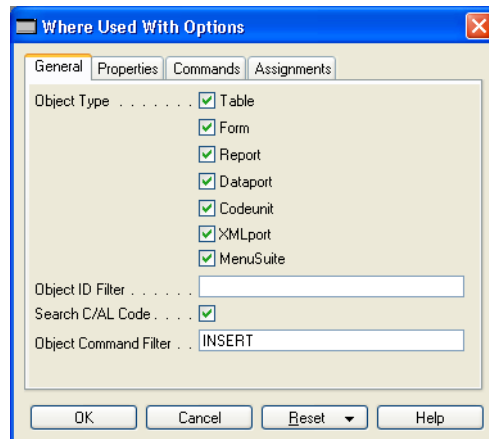 Where Used With Options
General Properties Commands Assignments
Object Type . . . . . . . Table
Form
Report
Dataport
Codeunit
XMLport
MenuSuite
Object ID Filter . . . . . .
Search C/AL Code . . . .
Object Command Filter . . INSERT
OK Cancel Reset Help